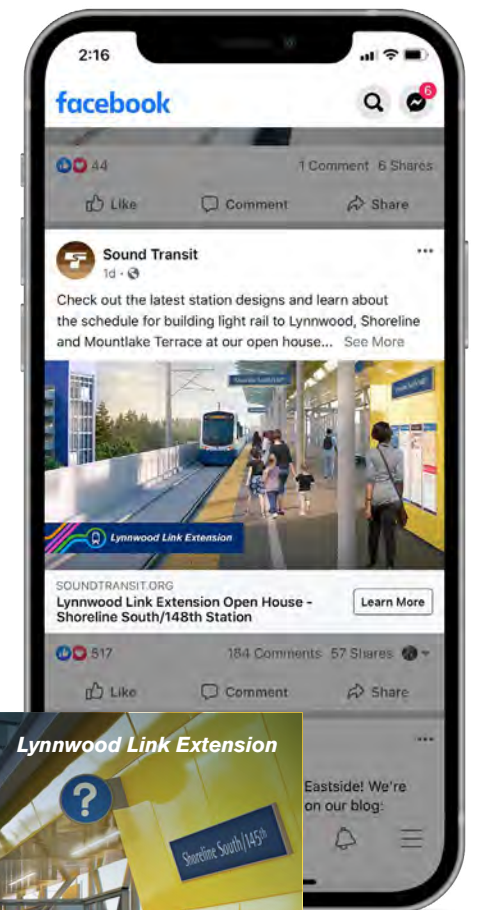 2:16
facebook
6
44
1 Comment 6 Shares
Like
Comment
Share
Sound Transit
1d ·
Check out the latest station designs and learn about
the schedule for building light rail to Lynnwood, Shoreline
and Mountlake Terrace at our open house... See More
Lynnwood Link Extension
SOUNDTRANSIT.ORG
Lynnwood Link Extension Open House -
Shoreline South/148th Station
Learn More
517
184 Comments 57 Shares
Like
Comment
Share
Lynnwood Link Extension
?
Shoreline South/145th
Eastside! We're
on our blog: